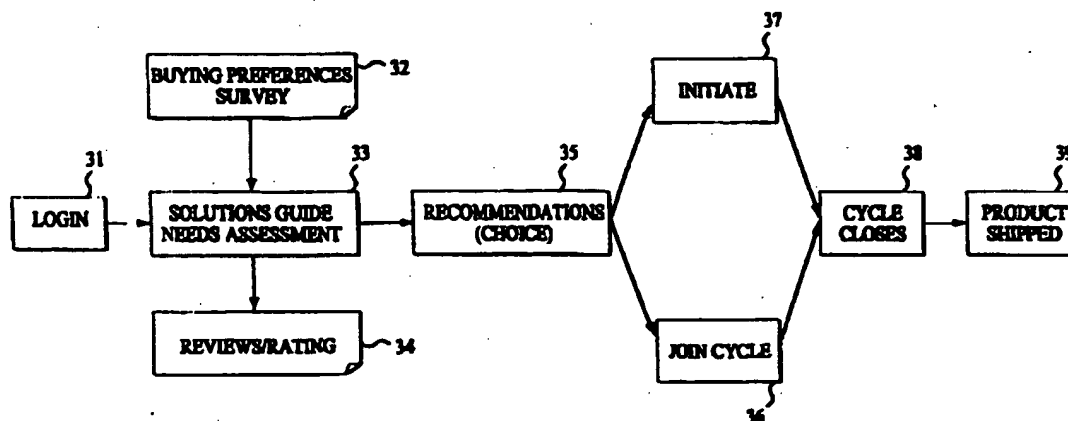 37
32
BUYING PREFERENCES
SURVEY
INITIATE
31
33
35
38
39
LOGIN
SOLUTIONS GUIDE
NEEDS ASSESSMENT
RECOMMENDATIONS
(CHOICE)
CYCLE
CLOSES
PRODUCT
SHIPPED
REVIEWS/RATING
34
JOIN CYCLE
36